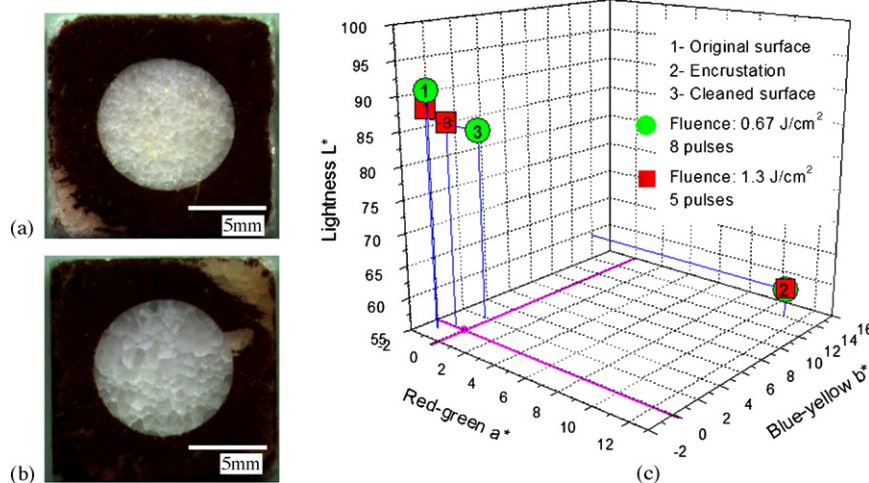 (a)
5mm
(b)
5mm
100
95
90
85
80
75
70
65
60
55
Lightness L*
-2
0
2
4
6
8
10
12
Red-green a*
-2
0
2
4
6
8
10
12
14
16
Blue-yellow b*
1
3
3
2
1- Original surface
2- Encrustation
3- Cleaned surface
Fluence: 0.67 J/cm²
8 pulses
Fluence: 1.3 J/cm²
5 pulses
(c)